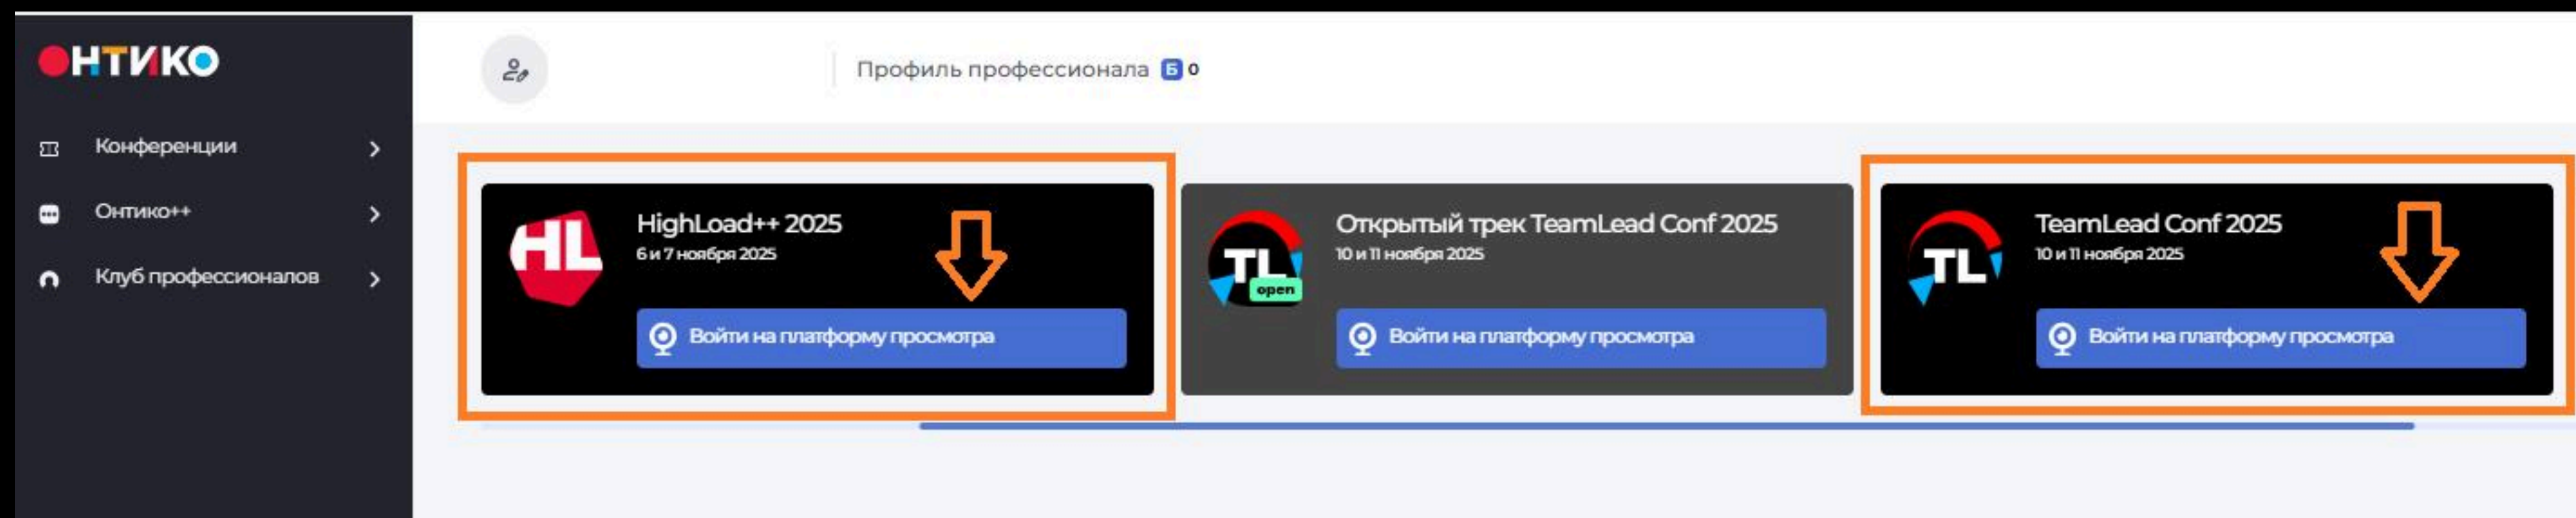 ОНТИКО
Профиль профессионала Б 0
Конференции
Онтико++
Клуб профессионалов
HL
HighLoad++ 2025
6 и 7 ноября 2025
Войти на платформу просмотра
TL
open
Открытый трек TeamLead Conf 2025
10 и 11 ноября 2025
Войти на платформу просмотра
TL
TeamLead Conf 2025
10 и 11 ноября 2025
Войти на платформу просмотра